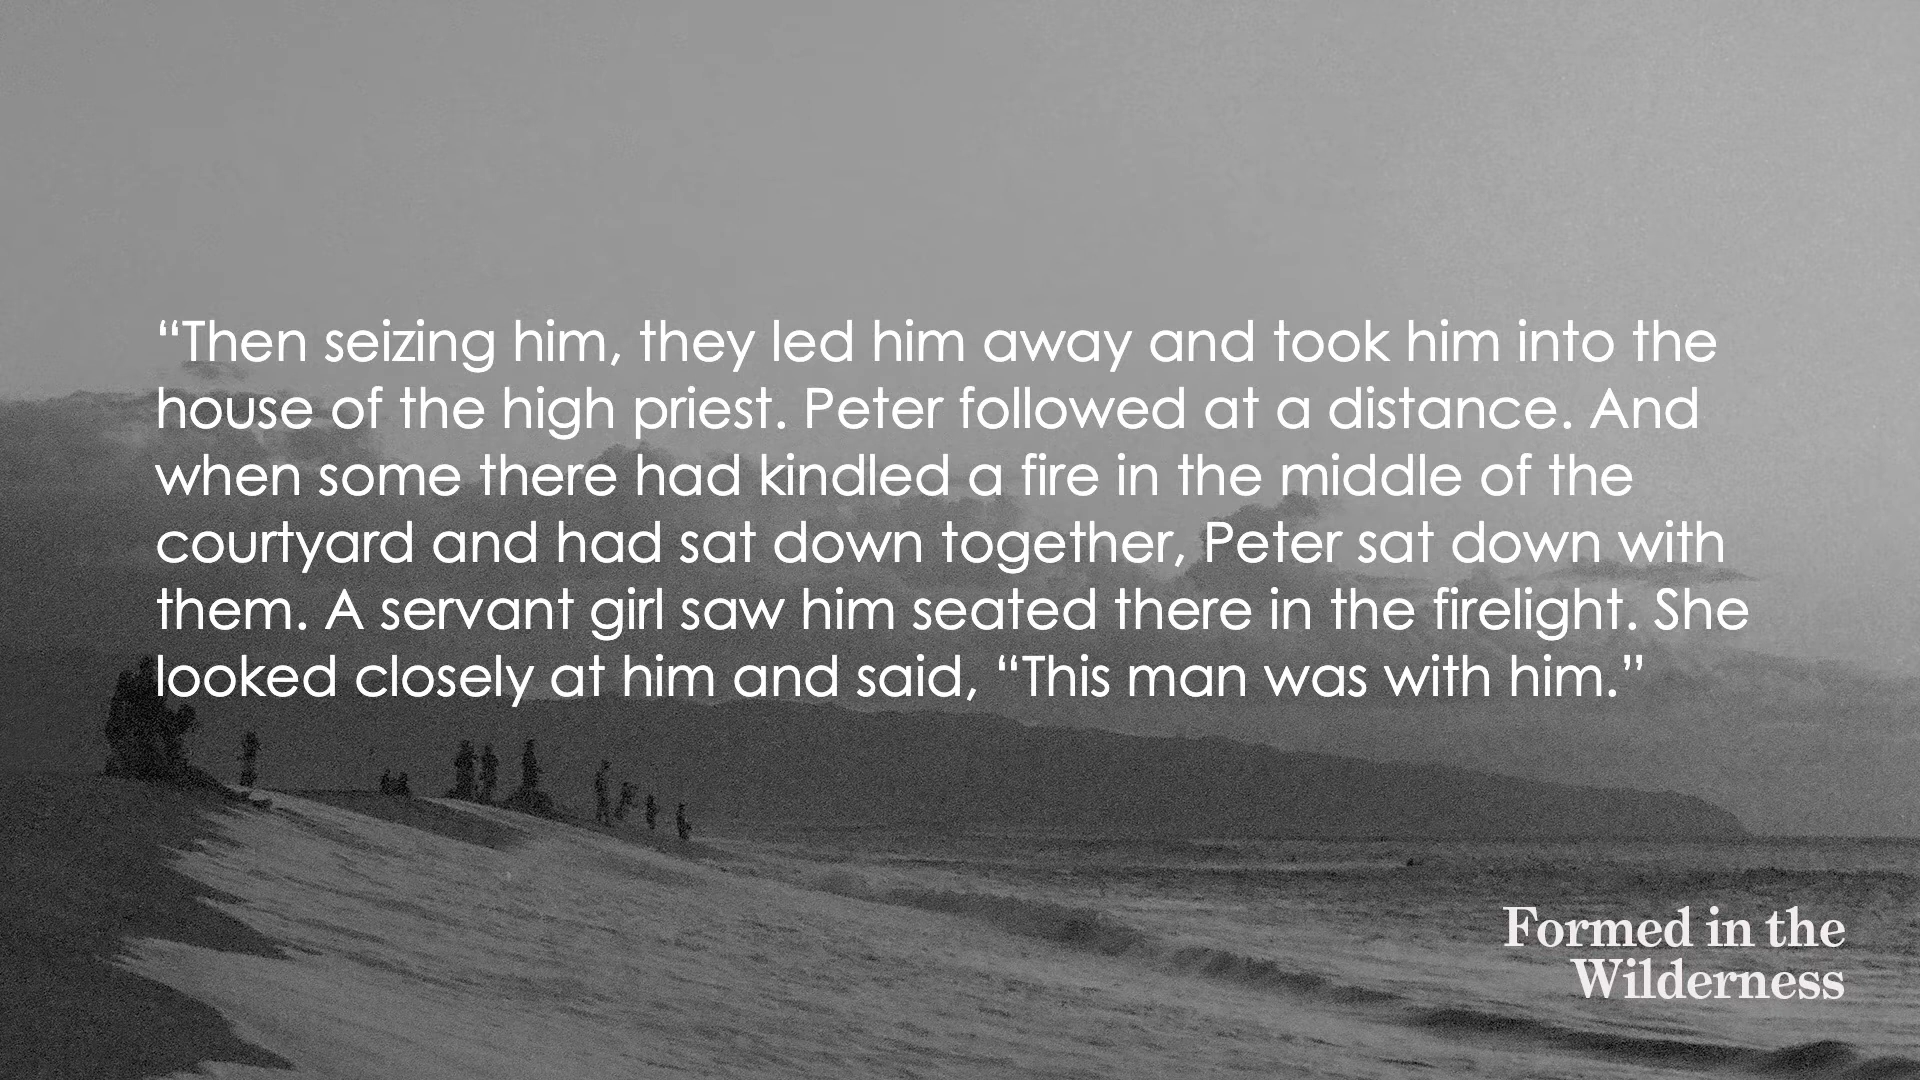 “Then seizing him, they led him away and took him into the
house of the high priest. Peter followed at a distance. And
when some there had kindled a fire in the middle of the
courtyard and had sat down together, Peter sat down with
them. A servant girl saw him seated there in the firelight. She
looked closely at him and said, “This man was with him.”
Formed in the
Wilderness